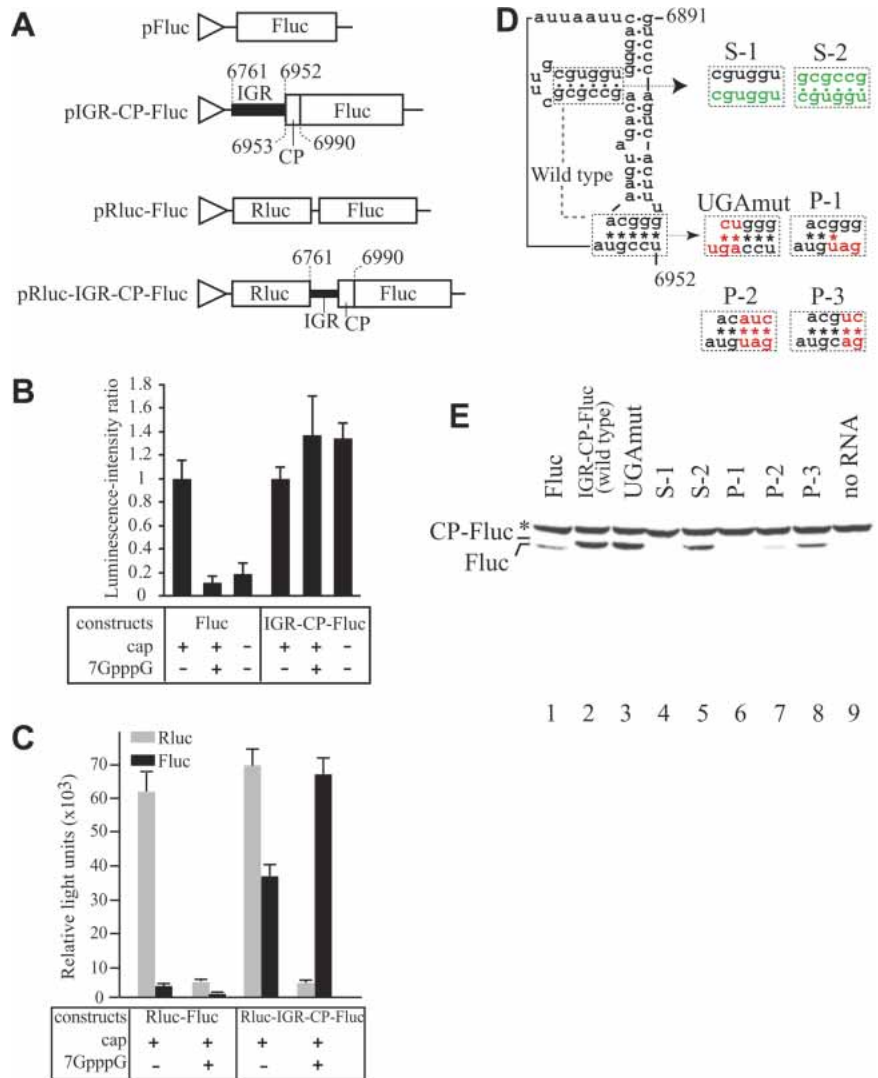 A
pFluc
Fluc
6761
6952
IGR
pIGR-CP-Fluc
Fluc
6953
6990
CP
pRluc-Fluc
Rluc
Fluc
6761
6990
pRluc-IGR-CP-Fluc
Rluc
Fluc
IGR
CP
B
Luminescence-intensity ratio
1.8
1.6
1.4
1.2
1
0.8
0.6
0.4
0.2
0
constructs
Fluc
IGR-CP-Fluc
cap
+ + - + + -
7GpppG
- + - - + -
C
Rluc
Fluc
Relative light units (x10³)
70
60
50
40
30
20
10
0
constructs
Rluc-Fluc
Rluc-IGR-CP-Fluc
cap
+ + + +
7GpppG
- + - +
D
auuaauu
6891
cguggu
gcgccg
Wild type
acggg
*****
augccu
6952
S-1
cguggu
cguggu
S-2
gcgccg
cguggu
UGAmut
cuggg
*****
ugaccu
P-1
acggg
***
auguag
P-2
acauc
*****
auguag
P-3
acguc
*****
augcag
E
Fluc
IGR-CP-Fluc
(wild type)
UGAmut
S-1
S-2
P-1
P-2
P-3
no RNA
CP-Fluc *
Fluc
1 2 3 4 5 6 7 8 9